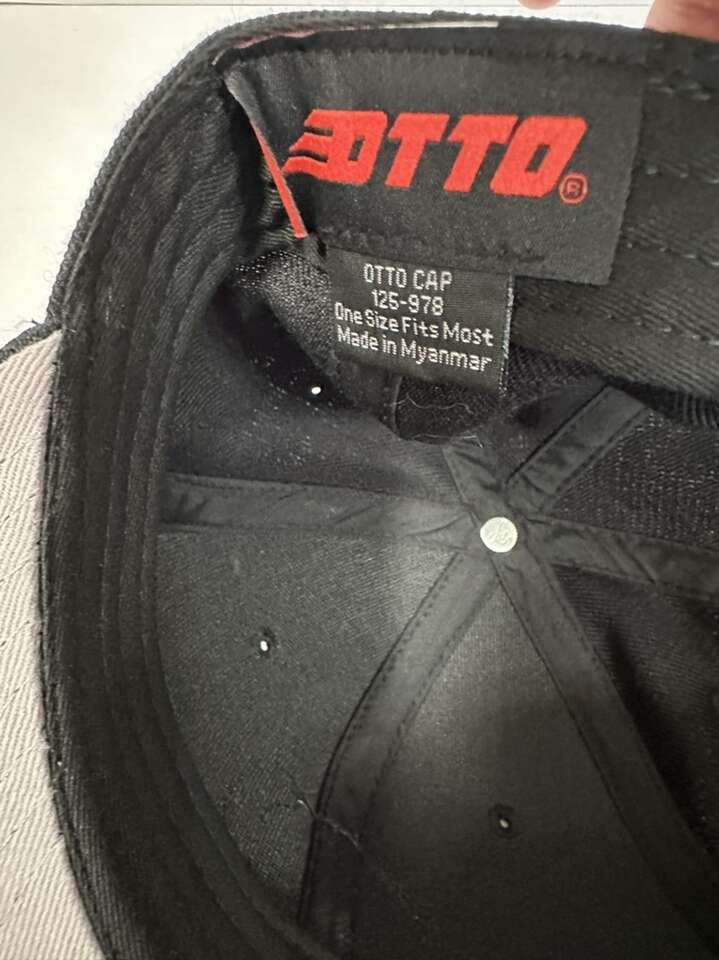 OTTO®
OTTO CAP
125-978
One Size Fits Most
Made in Myanmar